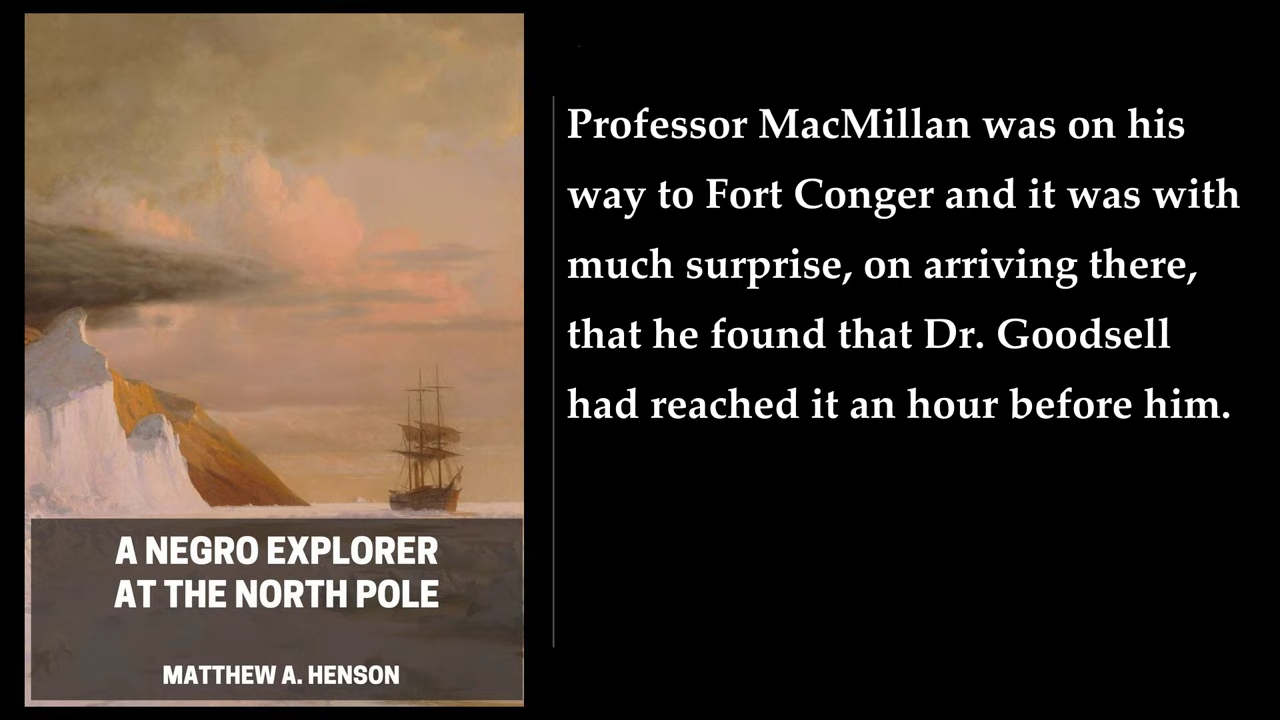 A NEGRO EXPLORER
AT THE NORTH POLE
MATTHEW A. HENSON
Professor MacMillan was on his
way to Fort Conger and it was with
much surprise, on arriving there,
that he found that Dr. Goodsell
had reached it an hour before him.